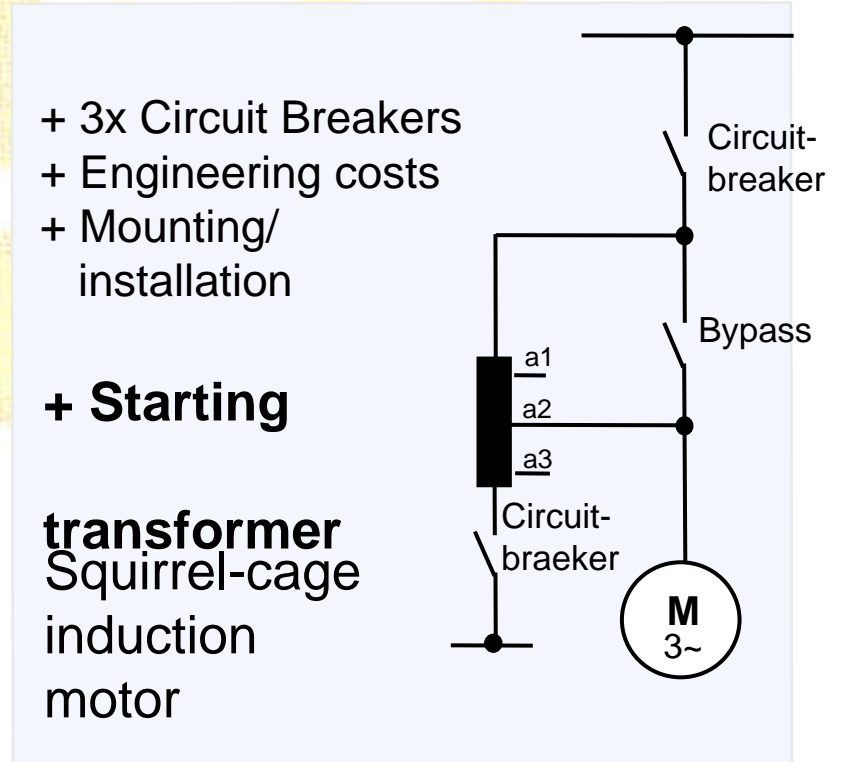 + 3x Circuit Breakers
+ Engineering costs
+ Mounting/
installation
+ Starting
transformer
Squirrel-cage
induction
motor
Circuit-
breaker
Bypass
a1
a2
a3
Circuit-
braeker
M
3~